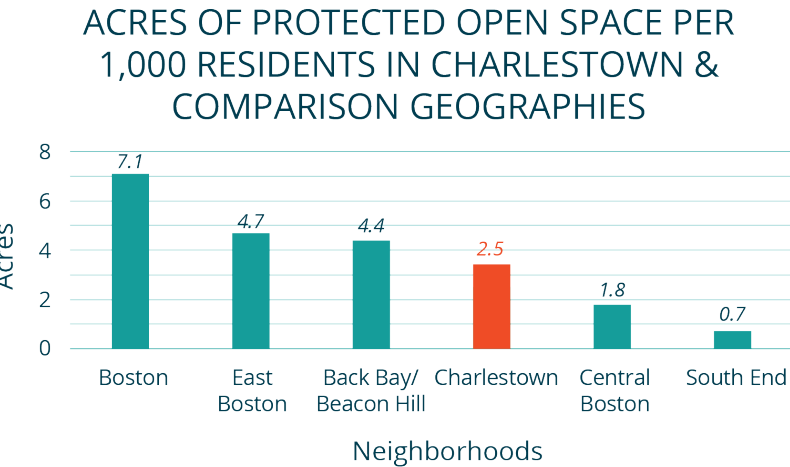 ACRES OF PROTECTED OPEN SPACE PER
1,000 RESIDENTS IN CHARLESTOWN &
COMPARISON GEOGRAPHIES
8
6
4
2
0
Acres
7.1
4.7
4.4
2.5
1.8
0.7
Boston
East
Boston
Back Bay/
Beacon Hill
Charlestown
Central
Boston
South End
Neighborhoods